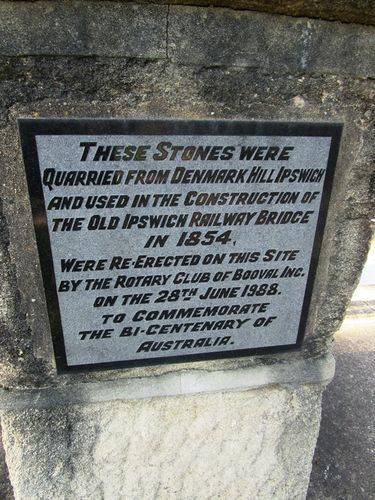 THESE STONES WERE
QUARRIED FROM DENMARK HILL IPSWICH
AND USED IN THE CONSTRUCTION OF
THE OLD IPSWICH RAILWAY BRIDGE
IN 1854,
WERE RE-ERECTED ON THIS SITE
BY THE ROTARY CLUB OF BOOVAL INC.
ON THE 28TH JUNE 1988.
TO COMMEMORATE
THE BI-CENTENARY OF
AUSTRALIA.